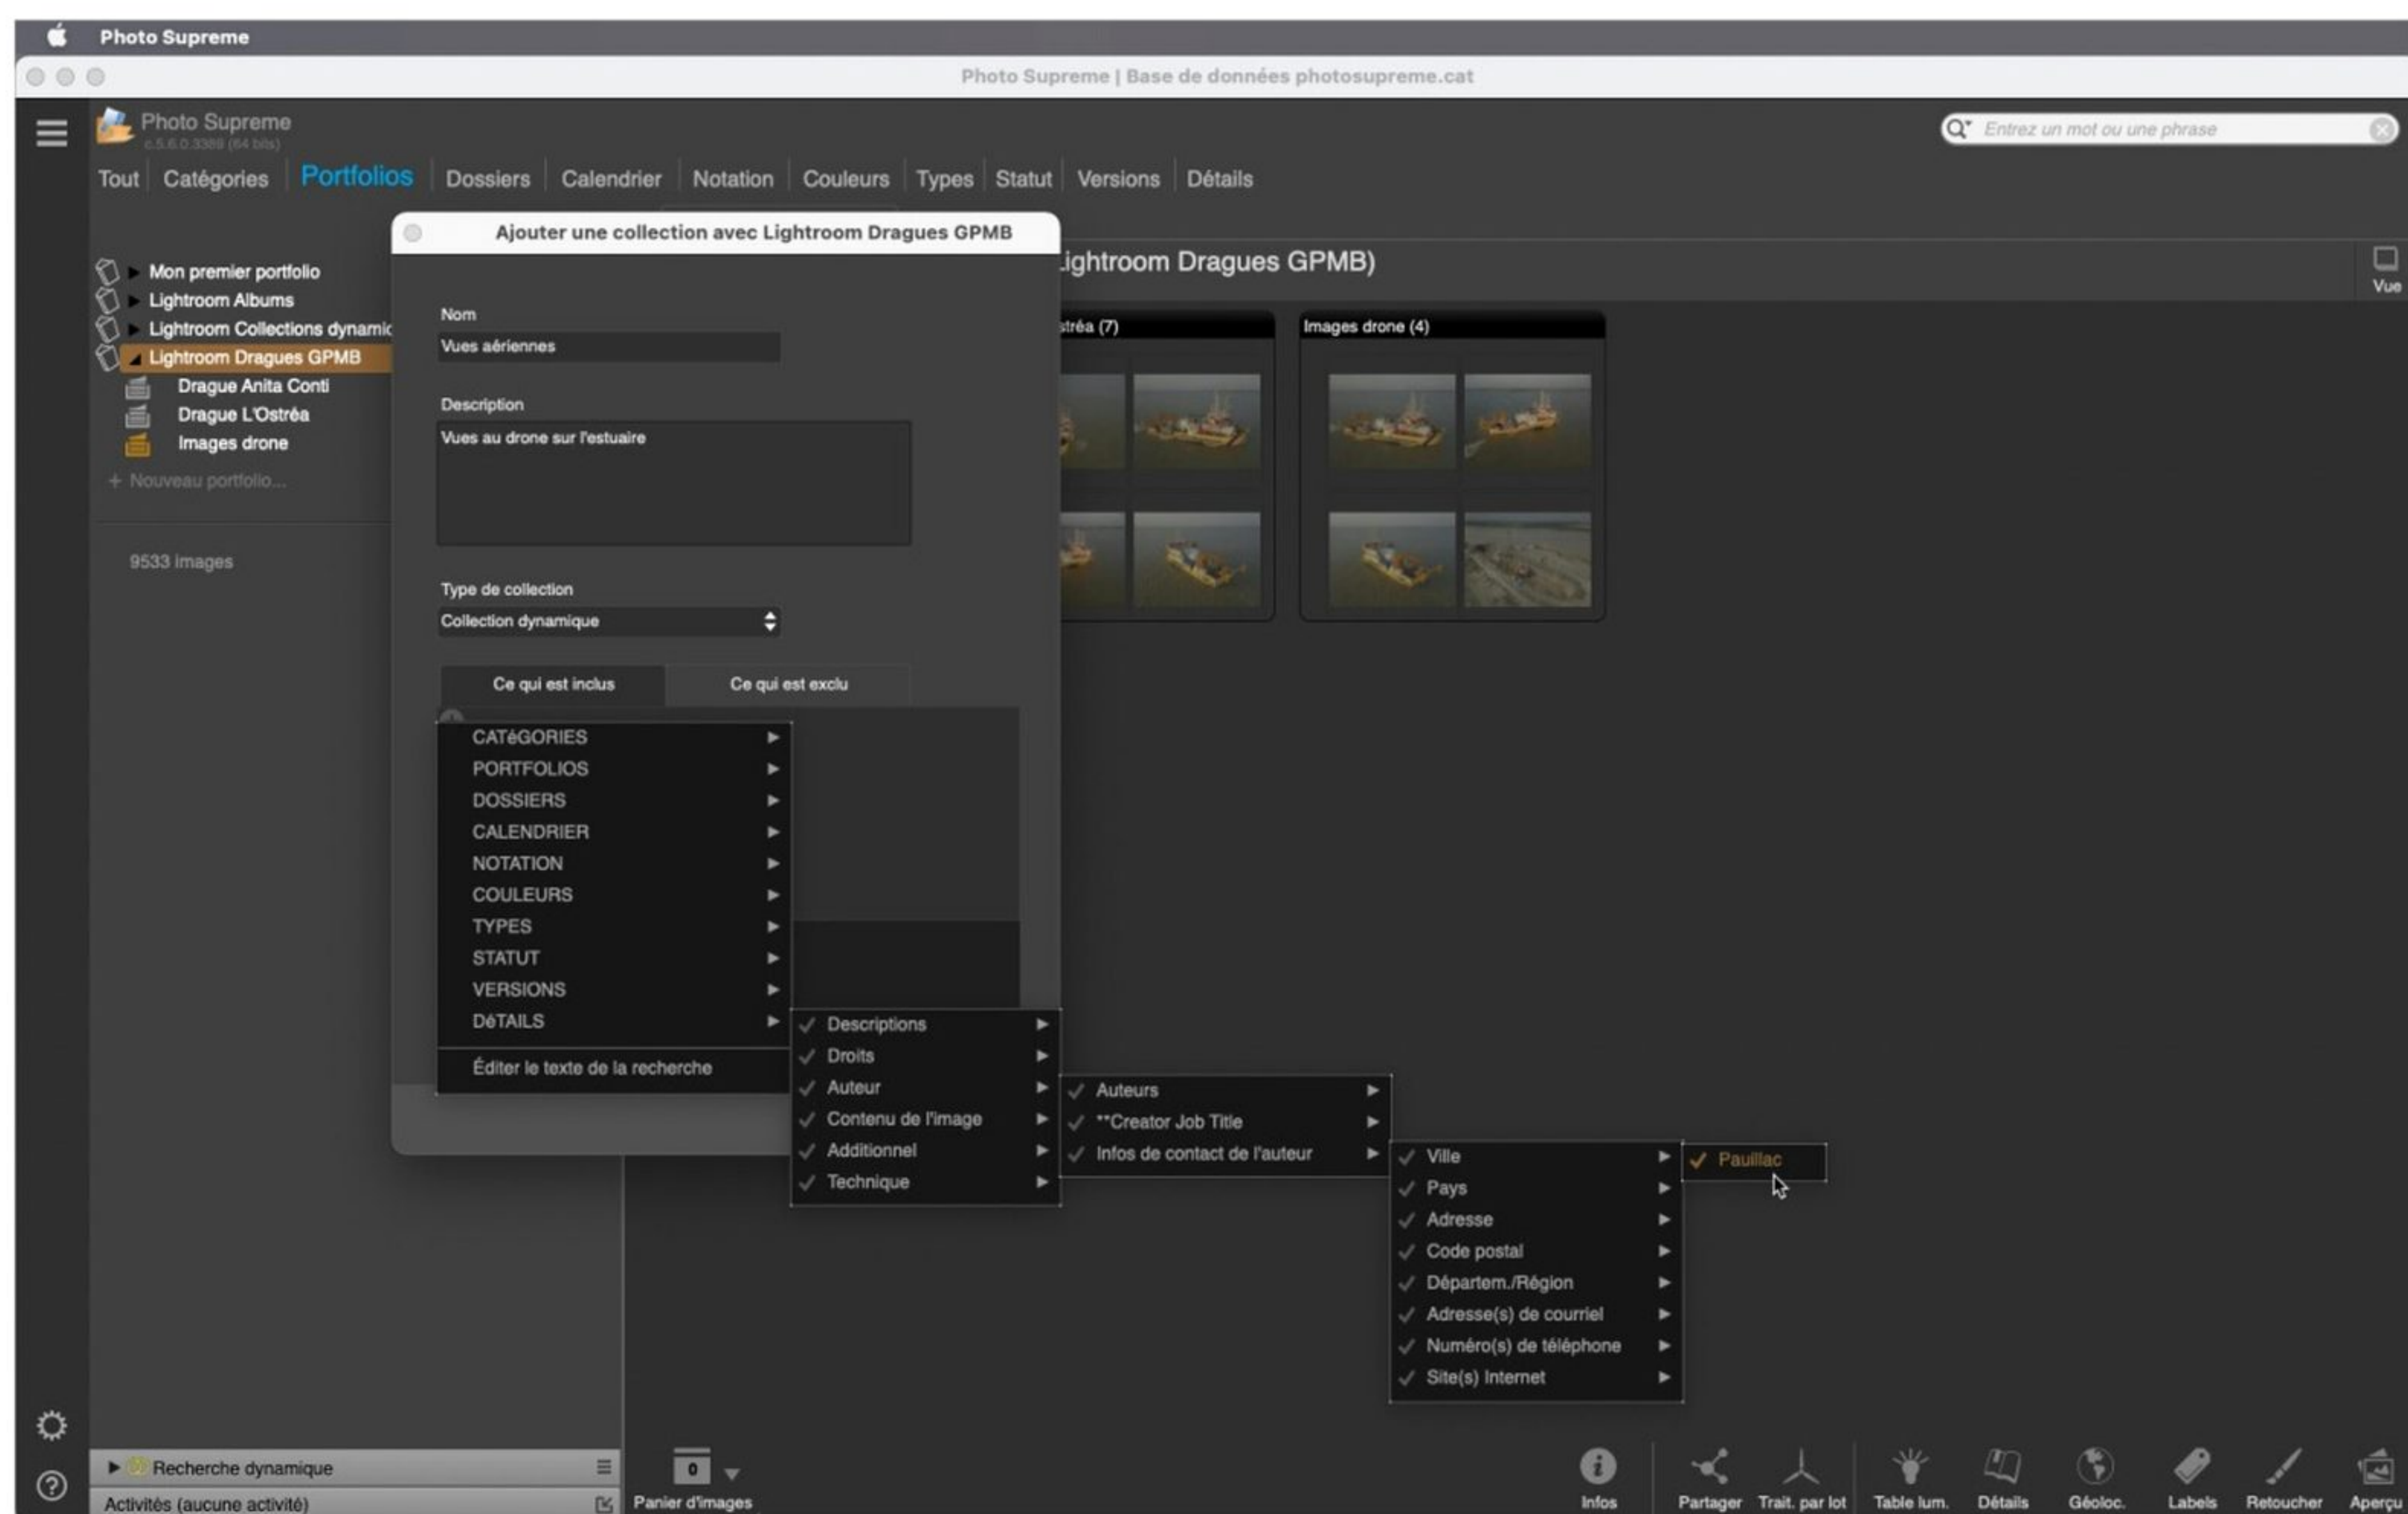 Photo Supreme
Photo Supreme | Base de données photosupreme.cat
Photo Supreme
c.5.6.0.3389 (64 bits)
Entrez un mot ou une phrase
Tout Catégories Portfolios Dossiers Calendrier Notation Couleurs Types Statut Versions Détails
Mon premier portfolio
Lightroom Albums
Lightroom Collections dynamic
Lightroom Dragues GPMB
Drague Anita Conti
Drague L'Ostréa
Images drone
+ Nouveau portfolio...
9533 images
Ajouter une collection avec Lightroom Dragues GPMB
Nom
Vues aériennes
Description
Vues au drone sur l'estuaire
Type de collection
Collection dynamique
Ce qui est inclus Ce qui est exclu
CATéGORIES
PORTFOLIOS
DOSSIERS
CALENDRIER
NOTATION
COULEURS
TYPES
STATUT
VERSIONS
DéTAILS
Éditer le texte de la recherche
Descriptions
Droits
Auteur
Contenu de l'image
Additionnel
Technique
Auteurs
**Creator Job Title
Infos de contact de l'auteur
Ville
Pays
Adresse
Code postal
Départem./Région
Adresse(s) de courriel
Numéro(s) de téléphone
Site(s) Internet
Pauillac
Lightroom Dragues GPMB)
Vue
stréa (7)
Images drone (4)
Recherche dynamique
Activités (aucune activité)
0
Panier d'images
Infos Partager Trait. par lot Table lum. Détails Géoloc. Labels Retoucher Aperçu